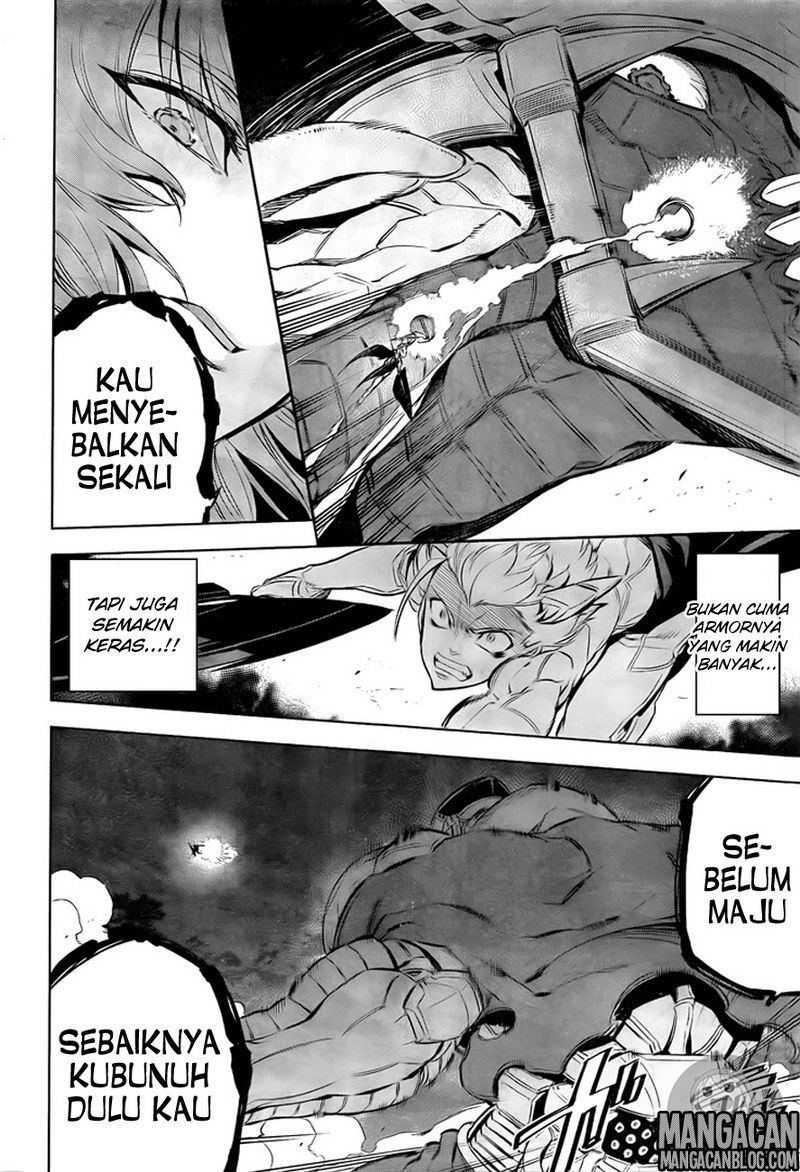 KAU
MENYE-
BALKAN
SEKALI
BUKAN CUMA
ARMORNYA
YANG MAKIN
BANYAK...
TAPI JUGA
SEMAKIN
KERAS...!!
SE-
BELUM
MAJU
SEBAIKNYA
KUBUNUH
DULU KAU
MANGACAN
MANGACANBLOG.COM